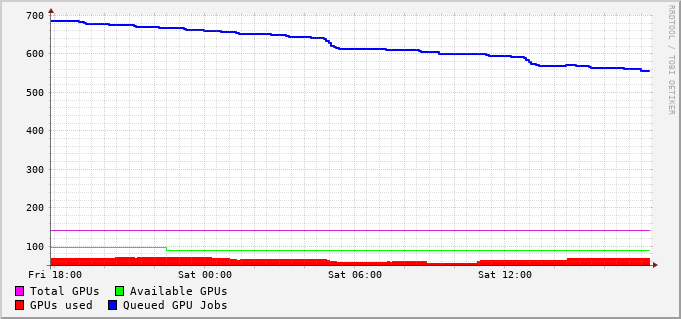 700
600
500
400
300
200
100
Fri 18:00 Sat 00:00 Sat 06:00 Sat 12:00
Total GPUs Available GPUs
GPUs used Queued GPU Jobs
RRDTOOL / TOBI OETIKER